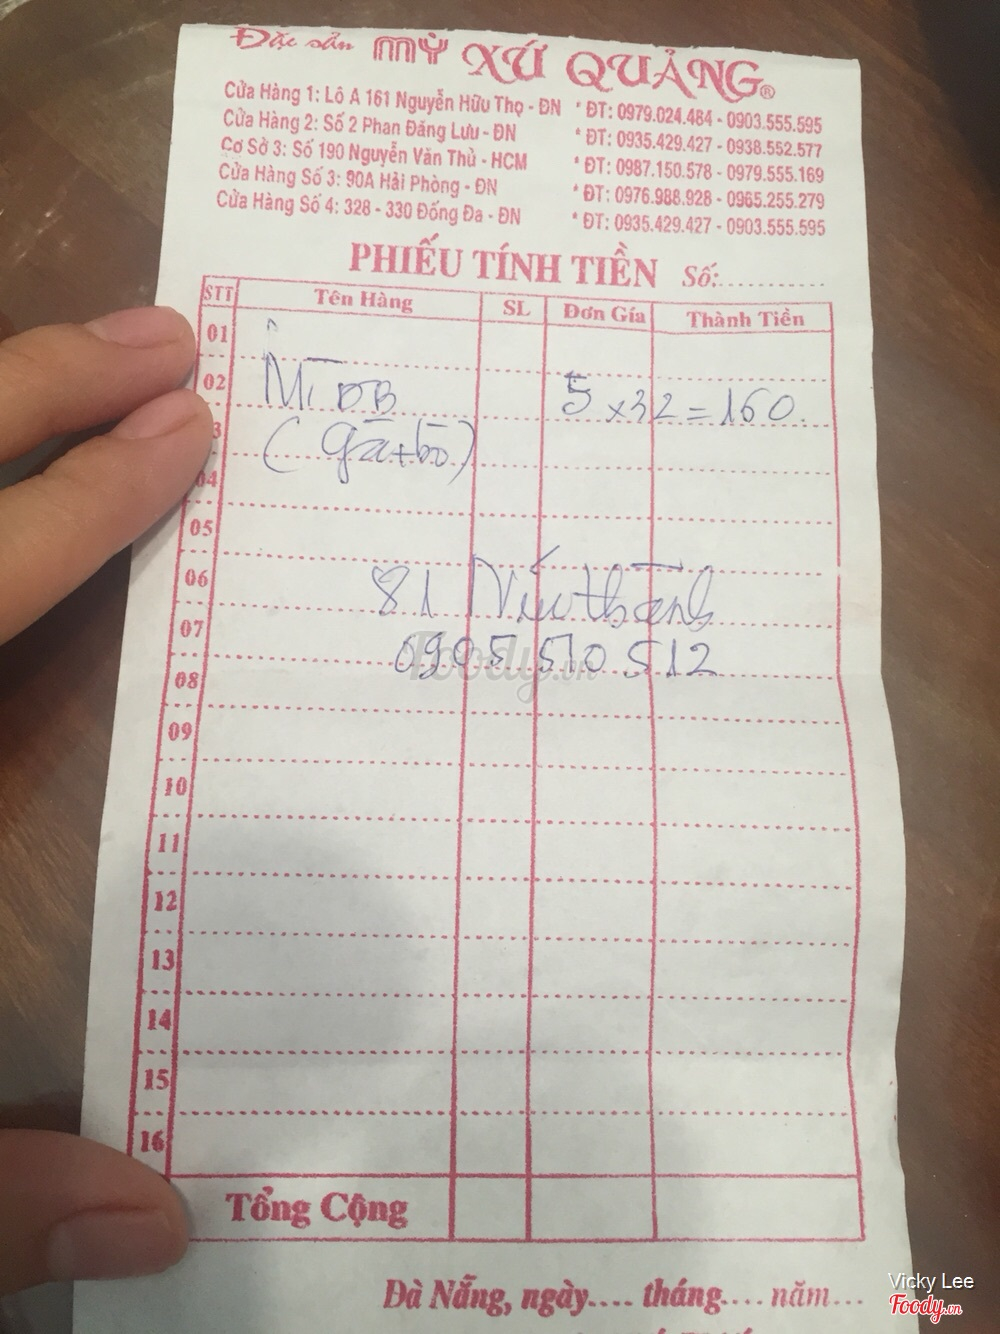 Đặc sản MỲ XỨ QUẢNG®
Cửa Hàng 1: Lô A 161 Nguyễn Hữu Thọ - ĐN * ĐT: 0979.024.484 - 0903.555.595
Cửa Hàng 2: Số 2 Phan Đăng Lưu - ĐN * ĐT: 0935.429.427 - 0938.552.577
Cơ Sở 3: Số 190 Nguyễn Văn Thủ - HCM * ĐT: 0987.150.578 - 0979.555.169
Cửa Hàng Số 3: 90A Hải Phòng - ĐN * ĐT: 0976.988.928 - 0965.255.279
Cửa Hàng Số 4: 328 - 330 Đống Đa - ĐN * ĐT: 0935.429.427 - 0903.555.595
PHIẾU TÍNH TIỀN Số:...........
STT Tên Hàng SL Đơn Gía Thành Tiền
01
02 Mì ĐB 5 x 32 = 160.
3 (gà + bò)
04
05
06 81
07 0905 510 512
Foody.vn
08
09
10
11
12
13
14
15
16
Tổng Cộng
Đà Nẵng, ngày.... tháng.... năm...
Vicky Lee
Foody.vn